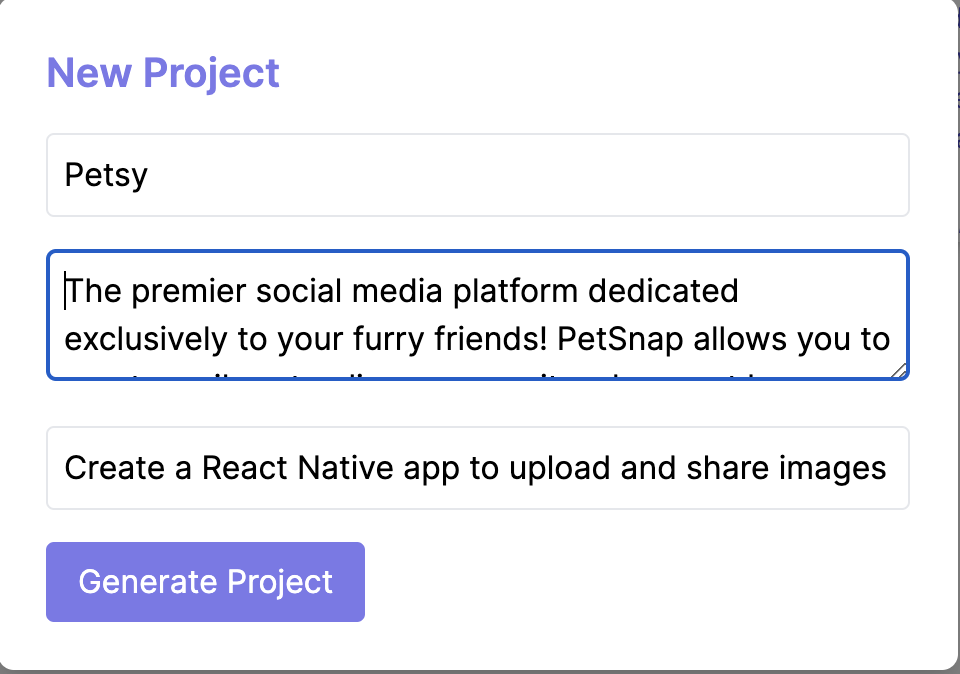 New Project
Petsy
The premier social media platform dedicated
exclusively to your furry friends! PetSnap allows you to
Create a React Native app to upload and share images
Generate Project